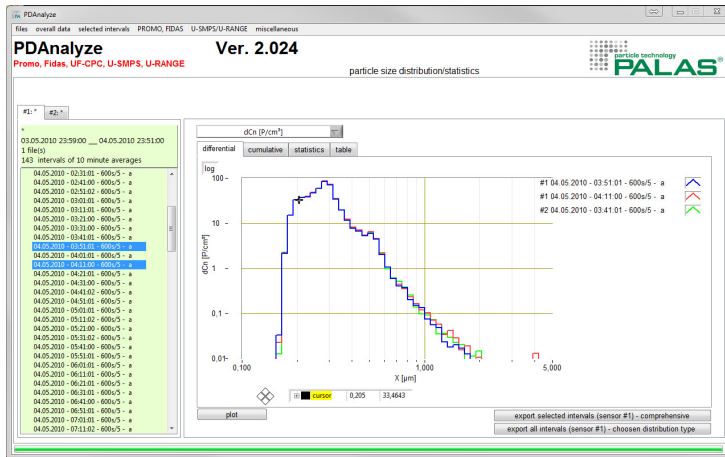 PDAnalyze
files overall data selected intervals PROMO, FIDAS U-SMPS/U-RANGE miscellaneous
PDAnalyze Ver. 2.024
Promo, Fidas, UF-CPC, U-SMPS, U-RANGE
particle size distribution/statistics
particle technology
PALAS®
#1: * #2: *
*
03.05.2010 23:59:00 __ 04.05.2010 23:51:00
1 file(s)
143 intervals of 10 minute averages
04.05.2010 - 02:31:01 - 600s/5 - a
04.05.2010 - 02:41:00 - 600s/5 - a
04.05.2010 - 02:51:02 - 600s/5 - a
04.05.2010 - 03:01:01 - 600s/5 - a
04.05.2010 - 03:11:01 - 600s/5 - a
04.05.2010 - 03:21:00 - 600s/5 - a
04.05.2010 - 03:31:00 - 600s/5 - a
04.05.2010 - 03:41:01 - 600s/5 - a
04.05.2010 - 03:51:01 - 600s/5 - a
04.05.2010 - 04:01:01 - 600s/5 - a
04.05.2010 - 04:11:00 - 600s/5 - a
04.05.2010 - 04:21:01 - 600s/5 - a
04.05.2010 - 04:31:00 - 600s/5 - a
04.05.2010 - 04:41:02 - 600s/5 - a
04.05.2010 - 04:51:01 - 600s/5 - a
04.05.2010 - 05:01:01 - 600s/5 - a
04.05.2010 - 05:11:02 - 600s/5 - a
04.05.2010 - 05:21:00 - 600s/5 - a
04.05.2010 - 05:31:02 - 600s/5 - a
04.05.2010 - 05:41:00 - 600s/5 - a
04.05.2010 - 05:51:01 - 600s/5 - a
04.05.2010 - 06:01:01 - 600s/5 - a
04.05.2010 - 06:11:01 - 600s/5 - a
04.05.2010 - 06:21:01 - 600s/5 - a
04.05.2010 - 06:31:01 - 600s/5 - a
04.05.2010 - 06:41:00 - 600s/5 - a
04.05.2010 - 06:51:01 - 600s/5 - a
04.05.2010 - 07:01:01 - 600s/5 - a
04.05.2010 - 07:11:02 - 600s/5 - a
dCn [P/cm³]
differential cumulative statistics table
log
#1 04.05.2010 - 03:51:01 - 600s/5 - a
#1 04.05.2010 - 04:11:00 - 600s/5 - a
#2 04.05.2010 - 03:41:01 - 600s/5 - a
dCn [P/cm³]
100
10
1
0,1
0,01
0,100 1,000 5,000
X [µm]
cursor 0,205 33,4643
plot
export selected intervals (sensor #1) - comprehensive
export all intervals (sensor #1) - choosen distribution type